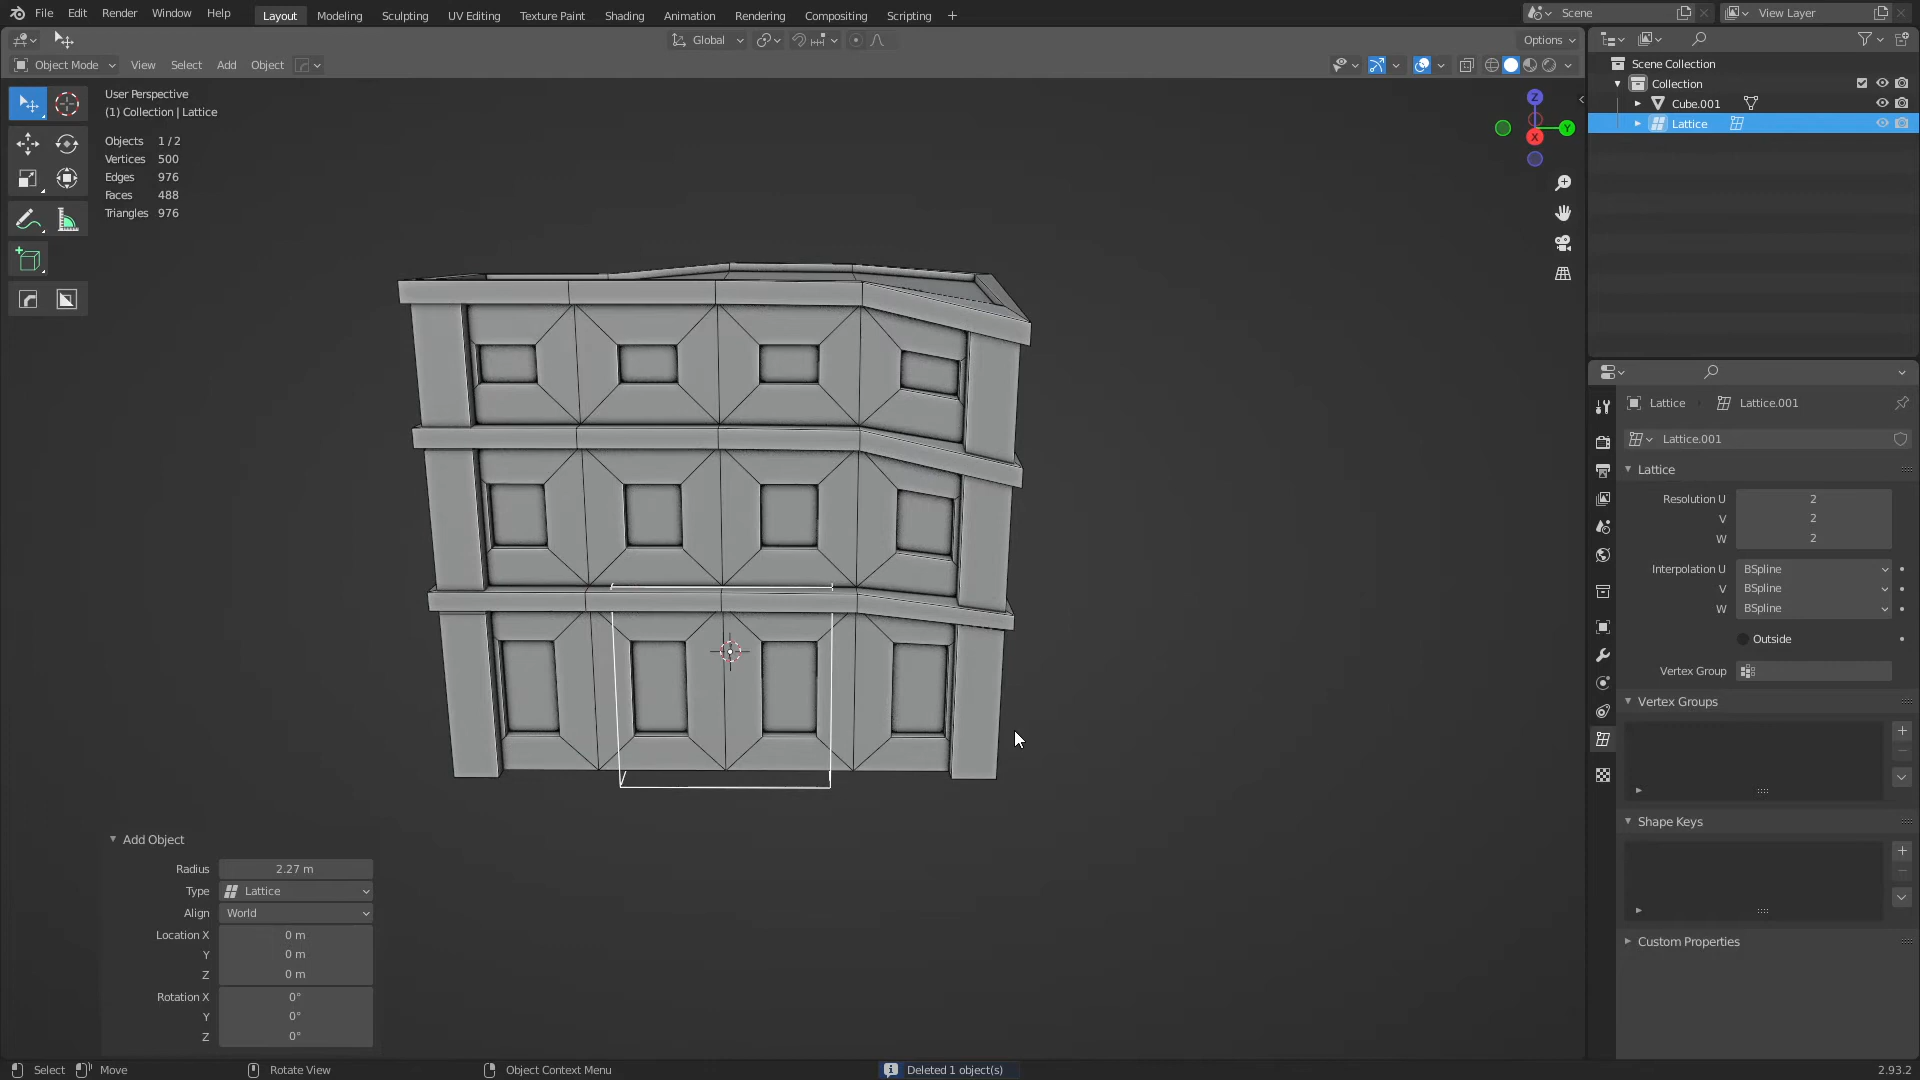 File Edit Render Window Help Layout Modeling Sculpting UV Editing Texture Paint Shading Animation Rendering Compositing Scripting + Scene View Layer
Global Options
Object Mode View Select Add Object
User Perspective
(1) Collection | Lattice
Objects 1 / 2
Vertices 500
Edges 976
Faces 488
Triangles 976
Z
Y
X
Scene Collection
Collection
Cube.001
Lattice
Lattice Lattice.001
Lattice.001
Lattice
Resolution U 2
V 2
W 2
Interpolation U BSpline
V BSpline
W BSpline
Outside
Vertex Group
Vertex Groups
Shape Keys
Custom Properties
Add Object
Radius 2.27 m
Type Lattice
Align World
Location X 0 m
Y 0 m
Z 0 m
Rotation X 0°
Y 0°
Z 0°
Select Move Rotate View Object Context Menu Deleted 1 object(s) 2.93.2